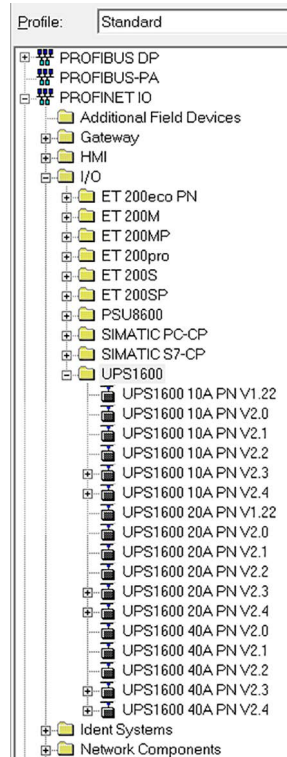 Profile:
Standard
PROFIBUS DP
PROFIBUS-PA
PROFINET IO
Additional Field Devices
Gateway
HMI
I/O
ET 200eco PN
ET 200M
ET 200MP
ET 200pro
ET 200S
ET 200SP
PSU8600
SIMATIC PC-CP
SIMATIC S7-CP
UPS1600
UPS1600 10A PN V1.22
UPS1600 10A PN V2.0
UPS1600 10A PN V2.1
UPS1600 10A PN V2.2
UPS1600 10A PN V2.3
UPS1600 10A PN V2.4
UPS1600 20A PN V1.22
UPS1600 20A PN V2.0
UPS1600 20A PN V2.1
UPS1600 20A PN V2.2
UPS1600 20A PN V2.3
UPS1600 20A PN V2.4
UPS1600 40A PN V2.0
UPS1600 40A PN V2.1
UPS1600 40A PN V2.2
UPS1600 40A PN V2.3
UPS1600 40A PN V2.4
Ident Systems
Network Components